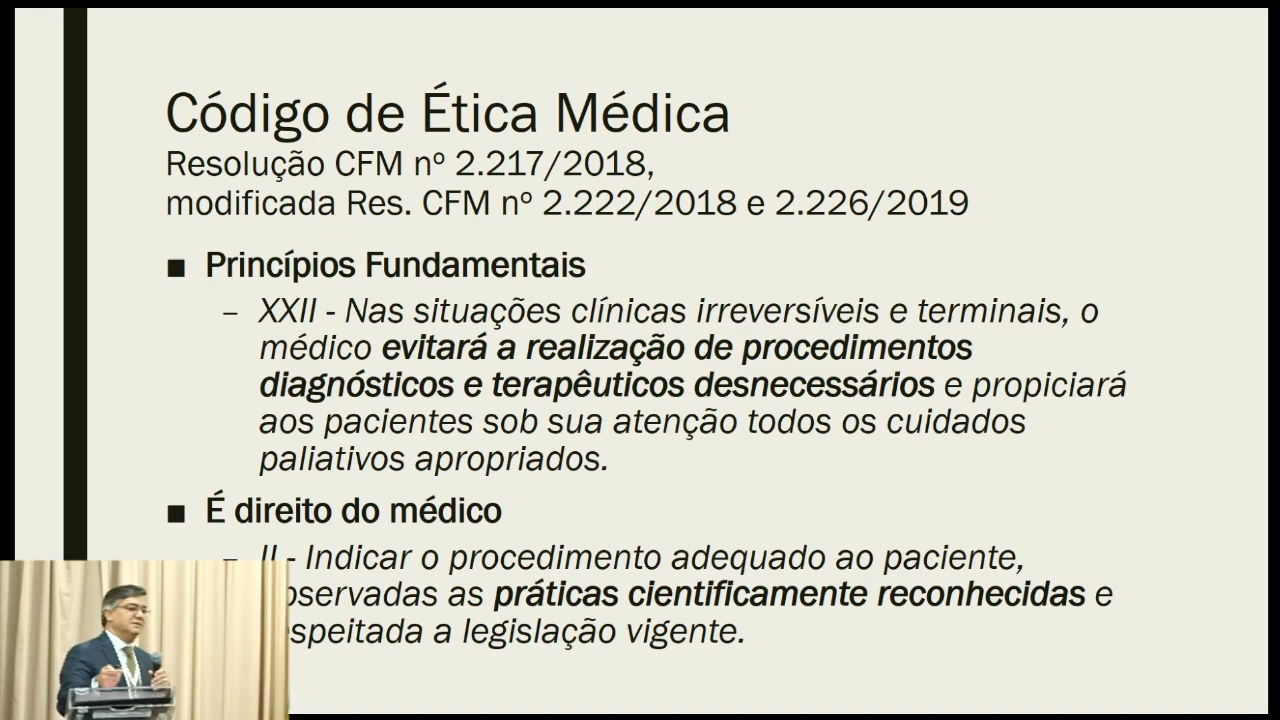 Código de Ética Médica
Resolução CFM nº 2.217/2018,
modificada Res. CFM nº 2.222/2018 e 2.226/2019
■ Princípios Fundamentais
– XXII - Nas situações clínicas irreversíveis e terminais, o
médico evitará a realização de procedimentos
diagnósticos e terapêuticos desnecessários e propiciará
aos pacientes sob sua atenção todos os cuidados
paliativos apropriados.
■ É direito do médico
– II - Indicar o procedimento adequado ao paciente,
as práticas cientificamente reconhecidas e
a legislação vigente.